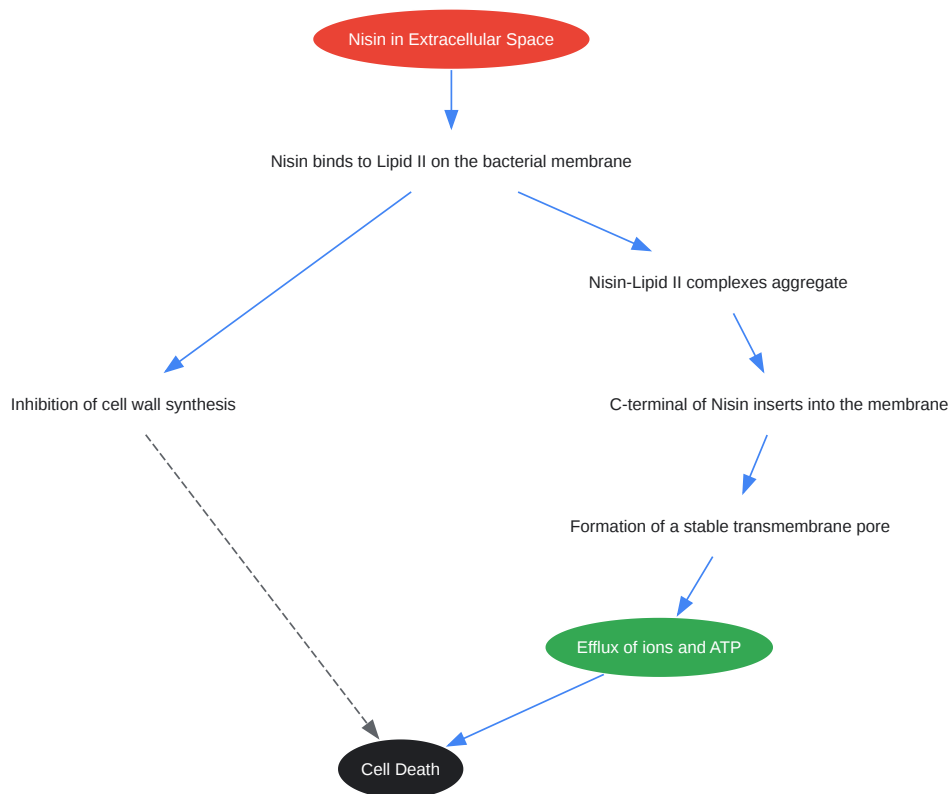 Nisin in Extracellular Space
Nisin binds to Lipid II on the bacterial membrane
Nisin-Lipid II complexes aggregate
Inhibition of cell wall synthesis
C-terminal of Nisin inserts into the membrane
Formation of a stable transmembrane pore
Efflux of ions and ATP
Cell Death